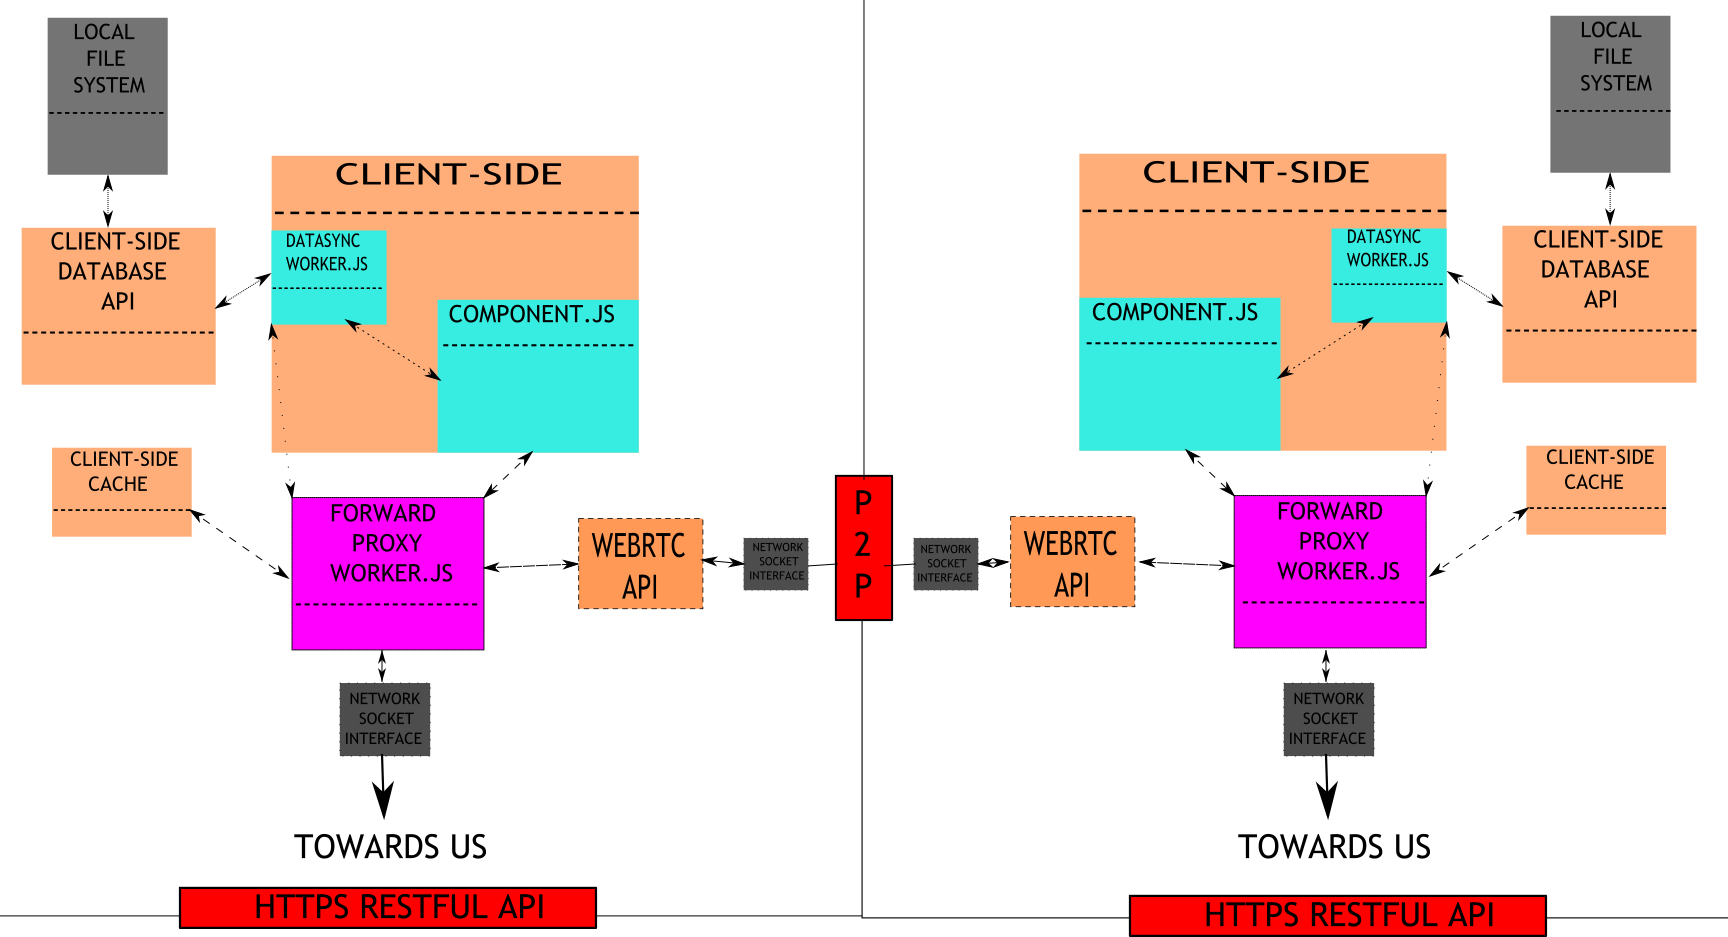 LOCAL
FILE
SYSTEM
CLIENT-SIDE
DATABASE
API
CLIENT-SIDE
DATASYNC
WORKER.JS
COMPONENT.JS
CLIENT-SIDE
CACHE
FORWARD
PROXY
WORKER.JS
WEBRTC
API
NETWORK
SOCKET
INTERFACE
NETWORK
SOCKET
INTERFACE
TOWARDS US
HTTPS RESTFUL API
P
2
P
LOCAL
FILE
SYSTEM
CLIENT-SIDE
DATASYNC
WORKER.JS
COMPONENT.JS
CLIENT-SIDE
DATABASE
API
CLIENT-SIDE
CACHE
NETWORK
SOCKET
INTERFACE
WEBRTC
API
FORWARD
PROXY
WORKER.JS
NETWORK
SOCKET
INTERFACE
TOWARDS US
HTTPS RESTFUL API